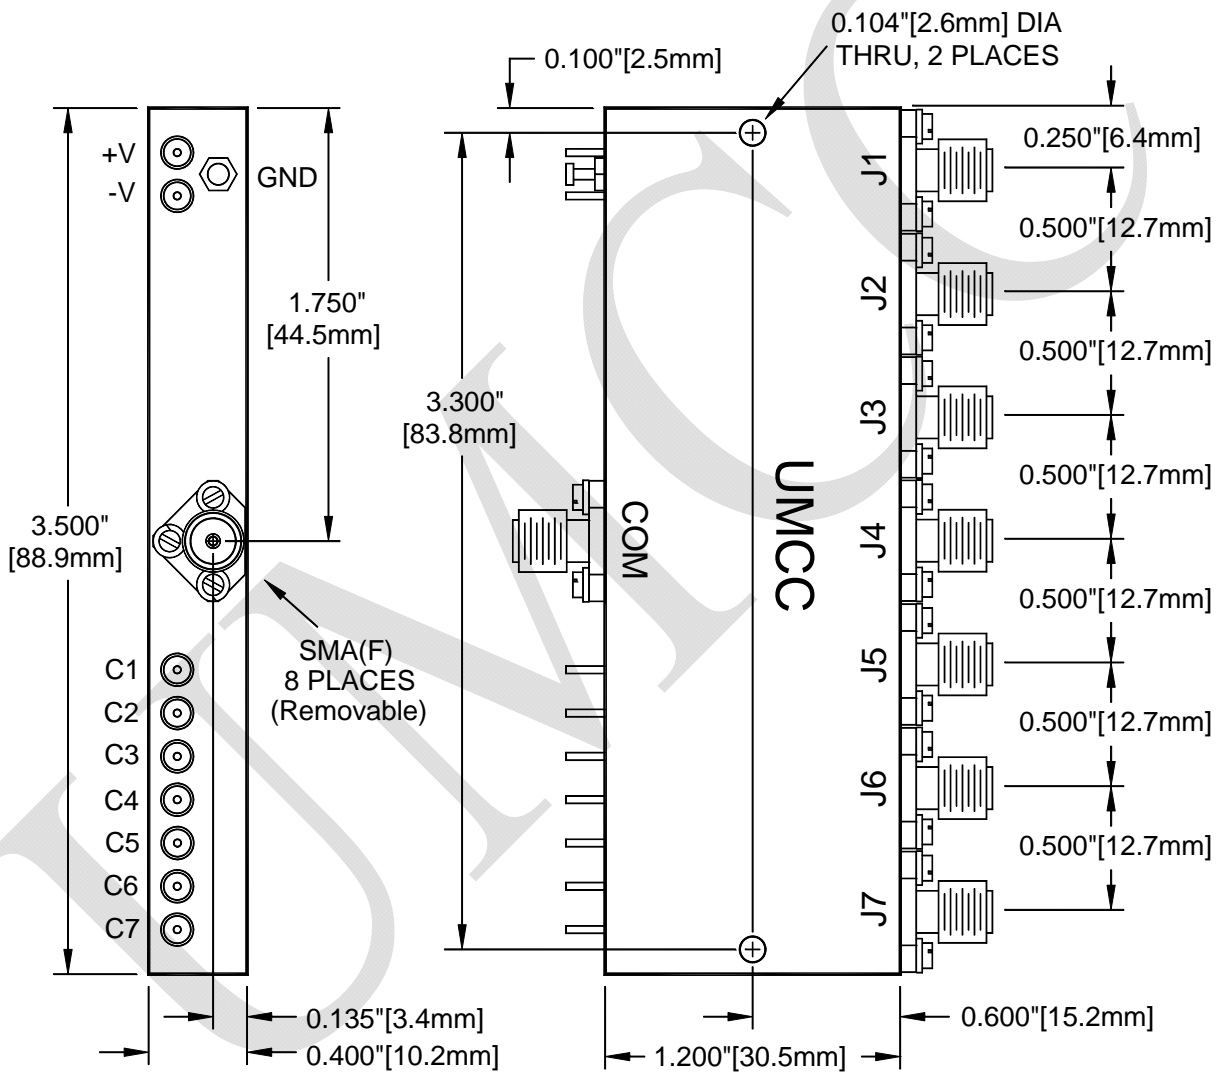 0.104"[2.6mm] DIA
THRU, 2 PLACES
0.100"[2.5mm]
0.250"[6.4mm]
+V
-V
GND
J1
0.500"[12.7mm]
J2
1.750"
[44.5mm]
0.500"[12.7mm]
3.300"
[83.8mm]
J3
0.500"[12.7mm]
3.500"
[88.9mm]
COM
UMCC
J4
0.500"[12.7mm]
SMA(F)
8 PLACES
(Removable)
J5
0.500"[12.7mm]
C1
C2
C3
C4
C5
C6
C7
J6
0.500"[12.7mm]
J7
0.135"[3.4mm]
0.400"[10.2mm]
0.600"[15.2mm]
1.200"[30.5mm]
UMCC